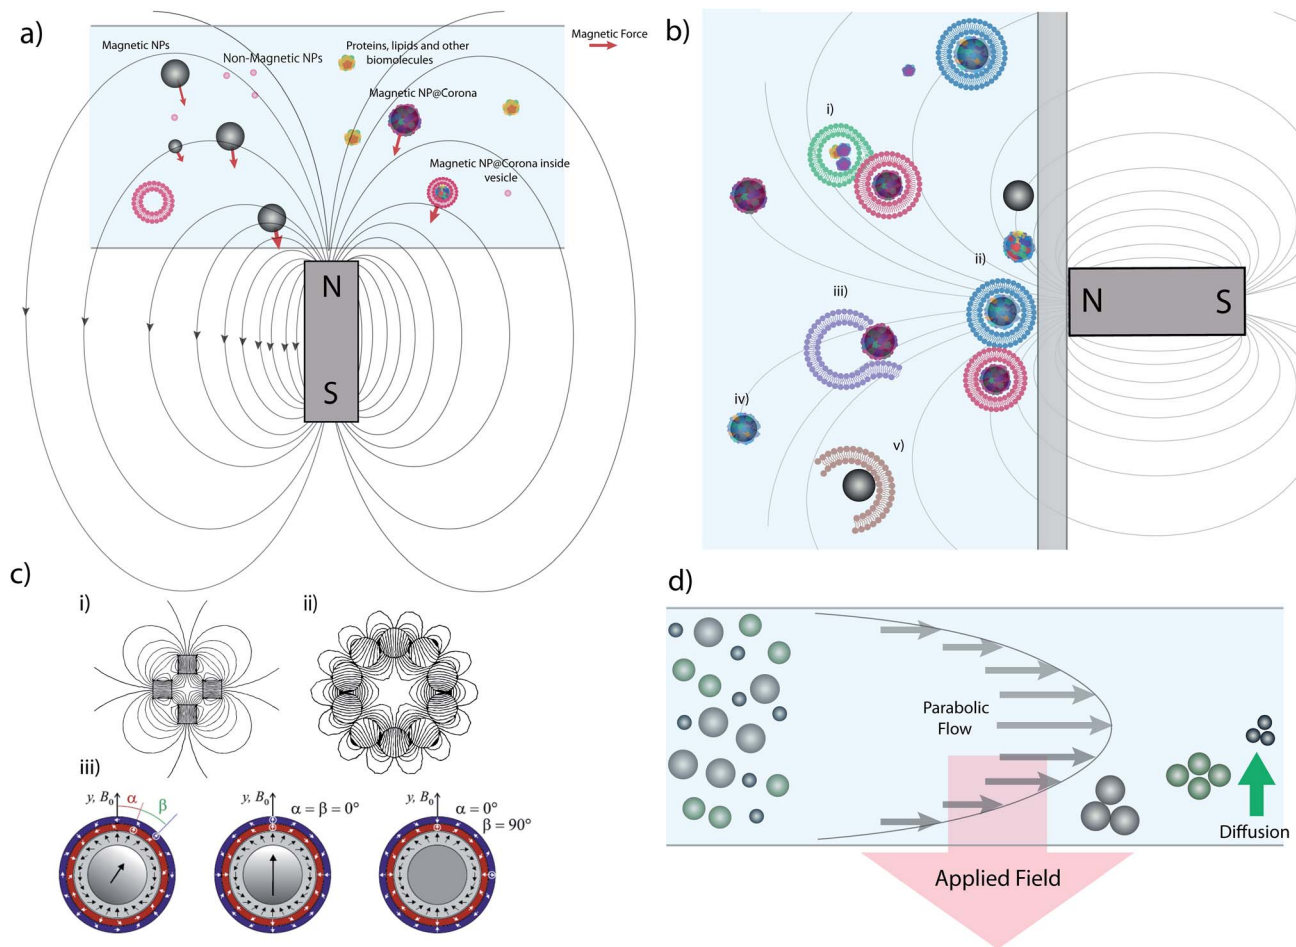 a)
Magnetic NPs
Non-Magnetic NPs
Proteins, lipids and other
biomolecules
Magnetic NP@Corona
Magnetic NP@Corona inside
vesicle
Magnetic Force
N
S
b)
i)
ii)
iii)
iv)
v)
N
S
c)
i)
ii)
iii)
y, B₀
α
β
y, B₀
α = β = 0°
y, B₀
α = 0°
β = 90°
d)
Parabolic
Flow
Applied Field
Diffusion